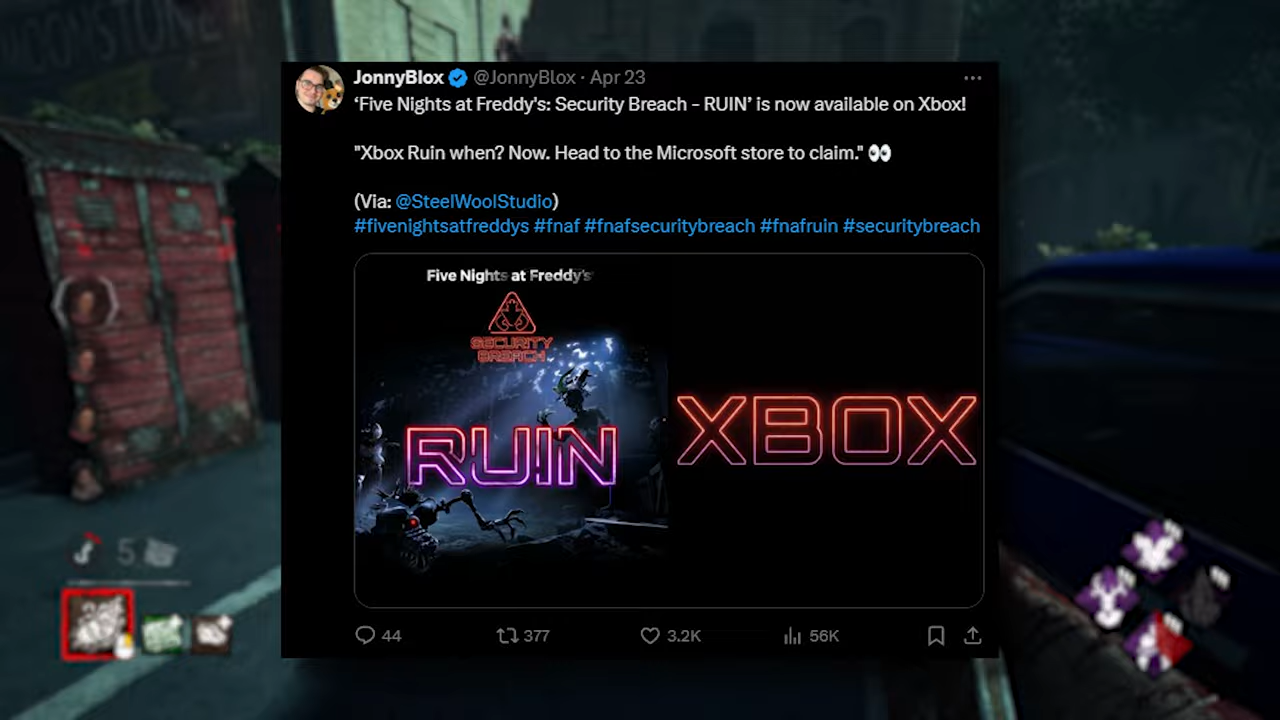 JonnyBlox @JonnyBlox · Apr 23
‘Five Nights at Freddy's: Security Breach - RUIN’ is now available on Xbox!
"Xbox Ruin when? Now. Head to the Microsoft store to claim." 👀
(Via: @SteelWoolStudio)
#fivenightsatfreddys #fnaf #fnafsecuritybreach #fnafruin #securitybreach
Five Nights at Freddy's
SECURITY
BREACH
RUIN
XBOX
44 377 3.2K 56K
5